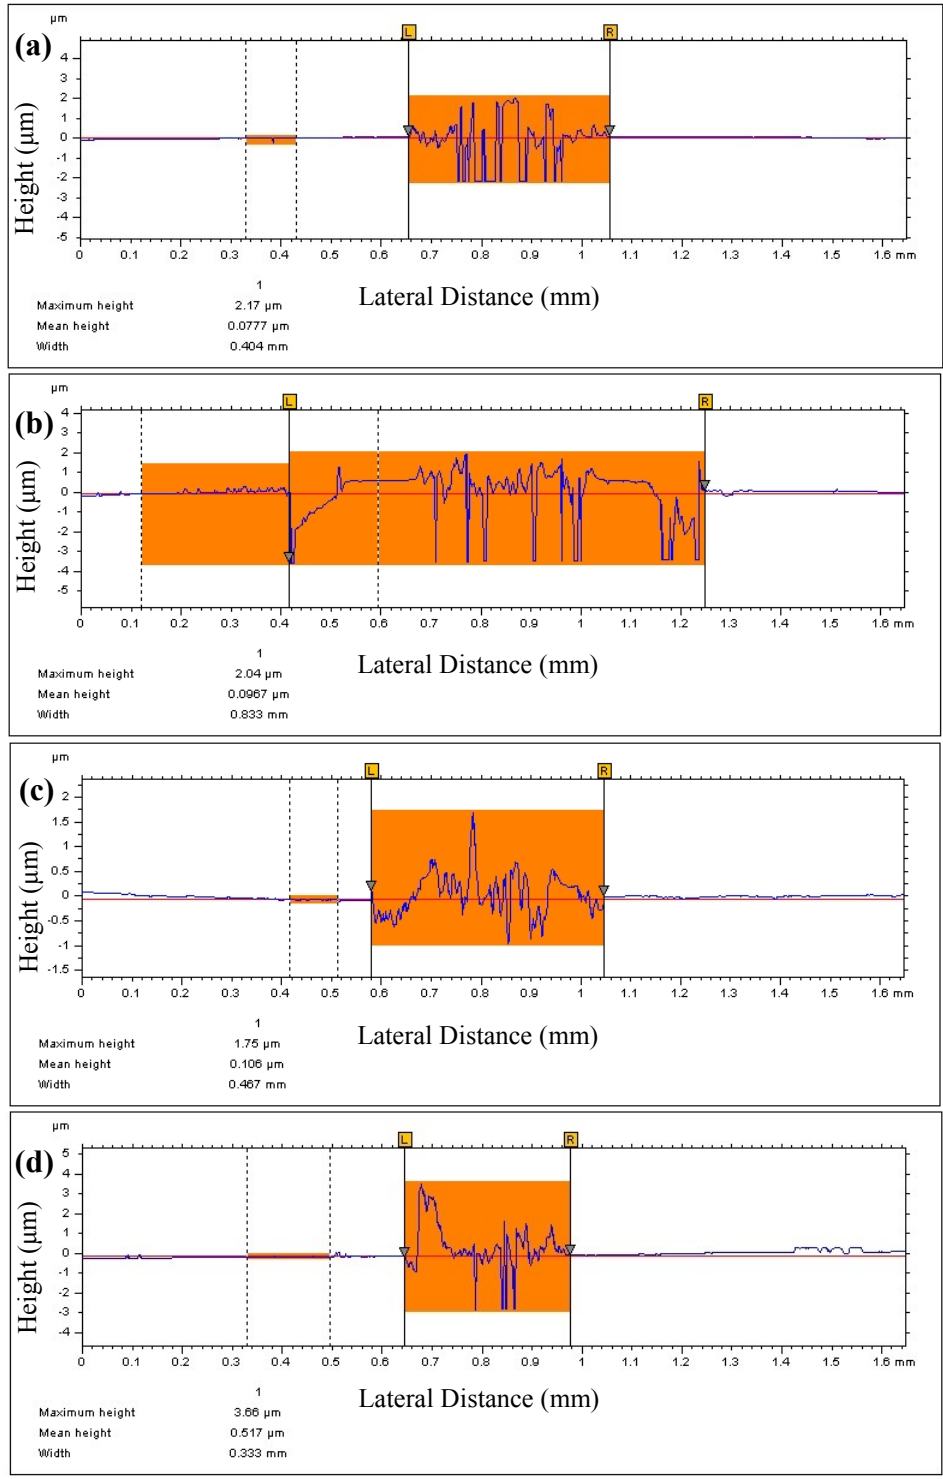 µm
(a)
L R
Height (µm)
4
3
2
1
0
-1
-2
-3
-4
-5
0 0.1 0.2 0.3 0.4 0.5 0.6 0.7 0.8 0.9 1 1.1 1.2 1.3 1.4 1.5 1.6 mm
Lateral Distance (mm)
1
Maximum height 2.17 µm
Mean height 0.0777 µm
Width 0.404 mm
µm
(b)
L R
Height (µm)
4
3
2
1
0
-1
-2
-3
-4
-5
0 0.1 0.2 0.3 0.4 0.5 0.6 0.7 0.8 0.9 1 1.1 1.2 1.3 1.4 1.5 1.6 mm
Lateral Distance (mm)
1
Maximum height 2.04 µm
Mean height 0.0967 µm
Width 0.833 mm
µm
(c)
L R
Height (µm)
2
1.5
1
0.5
0
-0.5
-1
-1.5
0 0.1 0.2 0.3 0.4 0.5 0.6 0.7 0.8 0.9 1 1.1 1.2 1.3 1.4 1.5 1.6 mm
Lateral Distance (mm)
1
Maximum height 1.75 µm
Mean height 0.106 µm
Width 0.467 mm
µm
(d)
L R
Height (µm)
5
4
3
2
1
0
-1
-2
-3
-4
0 0.1 0.2 0.3 0.4 0.5 0.6 0.7 0.8 0.9 1 1.1 1.2 1.3 1.4 1.5 1.6 mm
Lateral Distance (mm)
1
Maximum height 3.66 µm
Mean height 0.517 µm
Width 0.333 mm